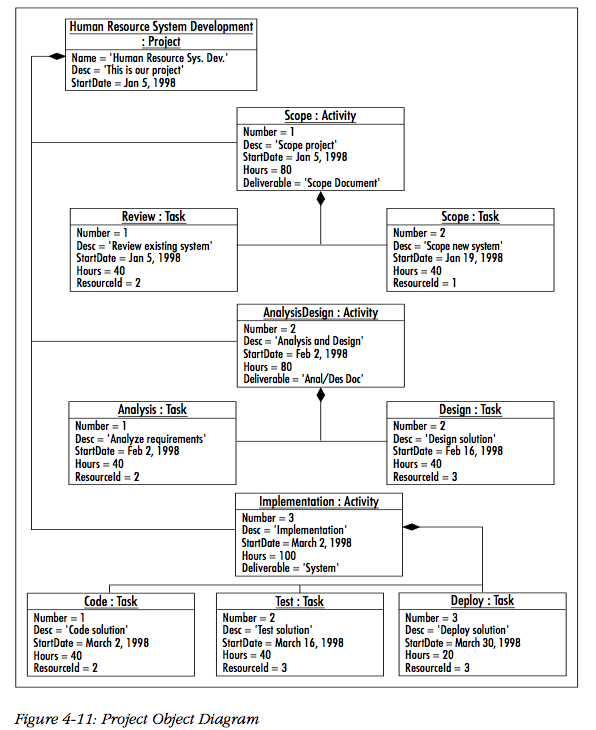 Human Resource System Development
: Project
Name = 'Human Resource Sys. Dev.'
Desc = 'This is our project'
StartDate = Jan 5, 1998
Scope : Activity
Number = 1
Desc = 'Scope project'
StartDate = Jan 5, 1998
Hours = 80
Deliverable = 'Scope Document'
Review : Task
Number = 1
Desc = 'Review existing system'
StartDate = Jan 5, 1998
Hours = 40
ResourceId = 2
Scope : Task
Number = 2
Desc = 'Scope new system'
StartDate = Jan 19, 1998
Hours = 40
ResourceId = 1
AnalysisDesign : Activity
Number = 2
Desc = 'Analysis and Design'
StartDate = Feb 2, 1998
Hours = 80
Deliverable = 'Anal/Des Doc'
Analysis : Task
Number = 1
Desc = 'Analyze requirements'
StartDate = Feb 2, 1998
Hours = 40
ResourceId = 2
Design : Task
Number = 2
Desc = 'Design solution'
StartDate = Feb 16, 1998
Hours = 40
ResourceId = 3
Implementation : Activity
Number = 3
Desc = 'Implementation'
StartDate = March 2, 1998
Hours = 100
Deliverable = 'System'
Code : Task
Number = 1
Desc = 'Code solution'
StartDate = March 2, 1998
Hours = 40
ResourceId = 2
Test : Task
Number = 2
Desc = 'Test solution'
StartDate = March 16, 1998
Hours = 40
ResourceId = 3
Deploy : Task
Number = 3
Desc = 'Deploy solution'
StartDate = March 30, 1998
Hours = 20
ResourceId = 3
Figure 4-11: Project Object Diagram